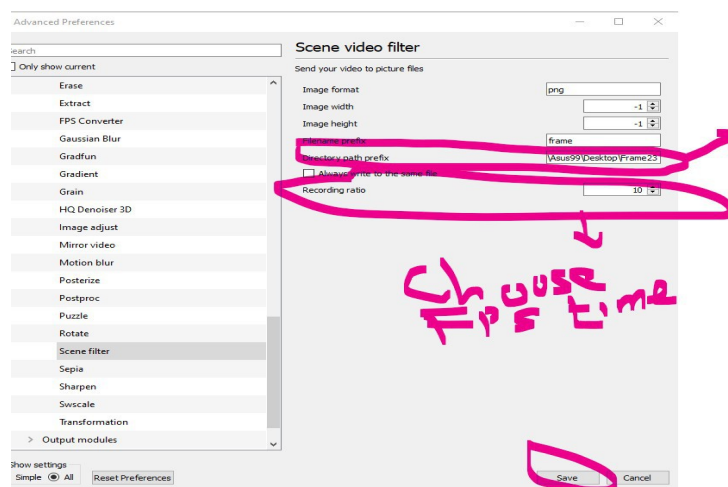 Advanced Preferences
Search
Only show current
Erase
Extract
FPS Converter
Gaussian Blur
Gradfun
Gradient
Grain
HQ Denoiser 3D
Image adjust
Mirror video
Motion blur
Posterize
Postproc
Puzzle
Rotate
Scene filter
Sepia
Sharpen
Swscale
Transformation
> Output modules
Show settings
Simple All Reset Preferences
Scene video filter
Send your video to picture files
Image format png
Image width -1
Image height -1
Filename prefix frame
Directory path prefix \Asus99\Desktop\Frame23
Always write to the same file
Recording ratio 10
Choose
Fps time
Save Cancel